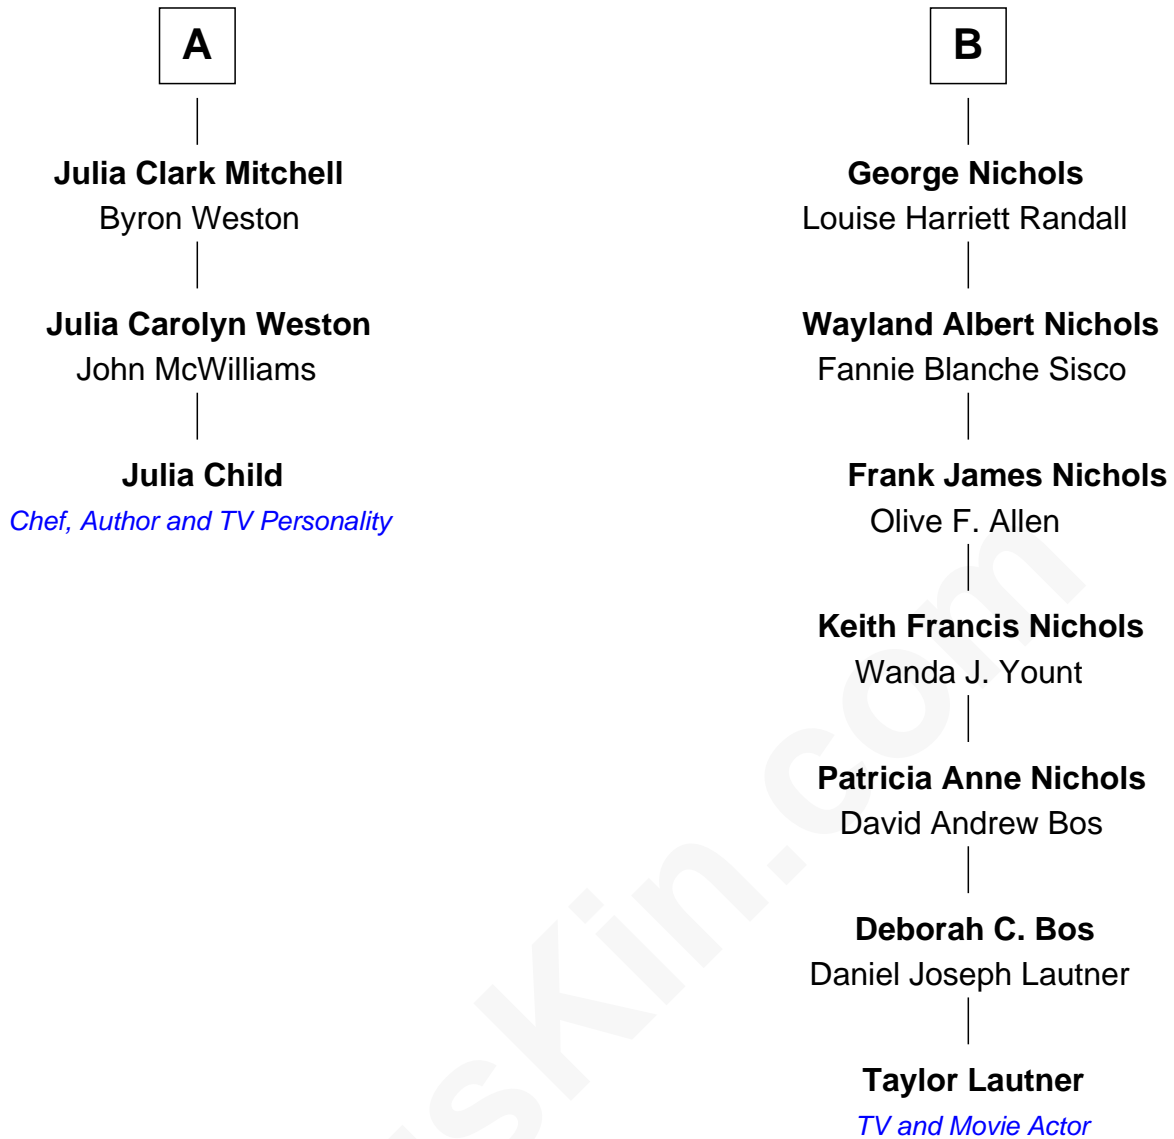 A
Julia Clark Mitchell
Byron Weston
Julia Carolyn Weston
John McWilliams
Julia Child
Chef, Author and TV Personality
B
George Nichols
Louise Harriett Randall
Wayland Albert Nichols
Fannie Blanche Sisco
Frank James Nichols
Olive F. Allen
Keith Francis Nichols
Wanda J. Yount
Patricia Anne Nichols
David Andrew Bos
Deborah C. Bos
Daniel Joseph Lautner
Taylor Lautner
TV and Movie Actor